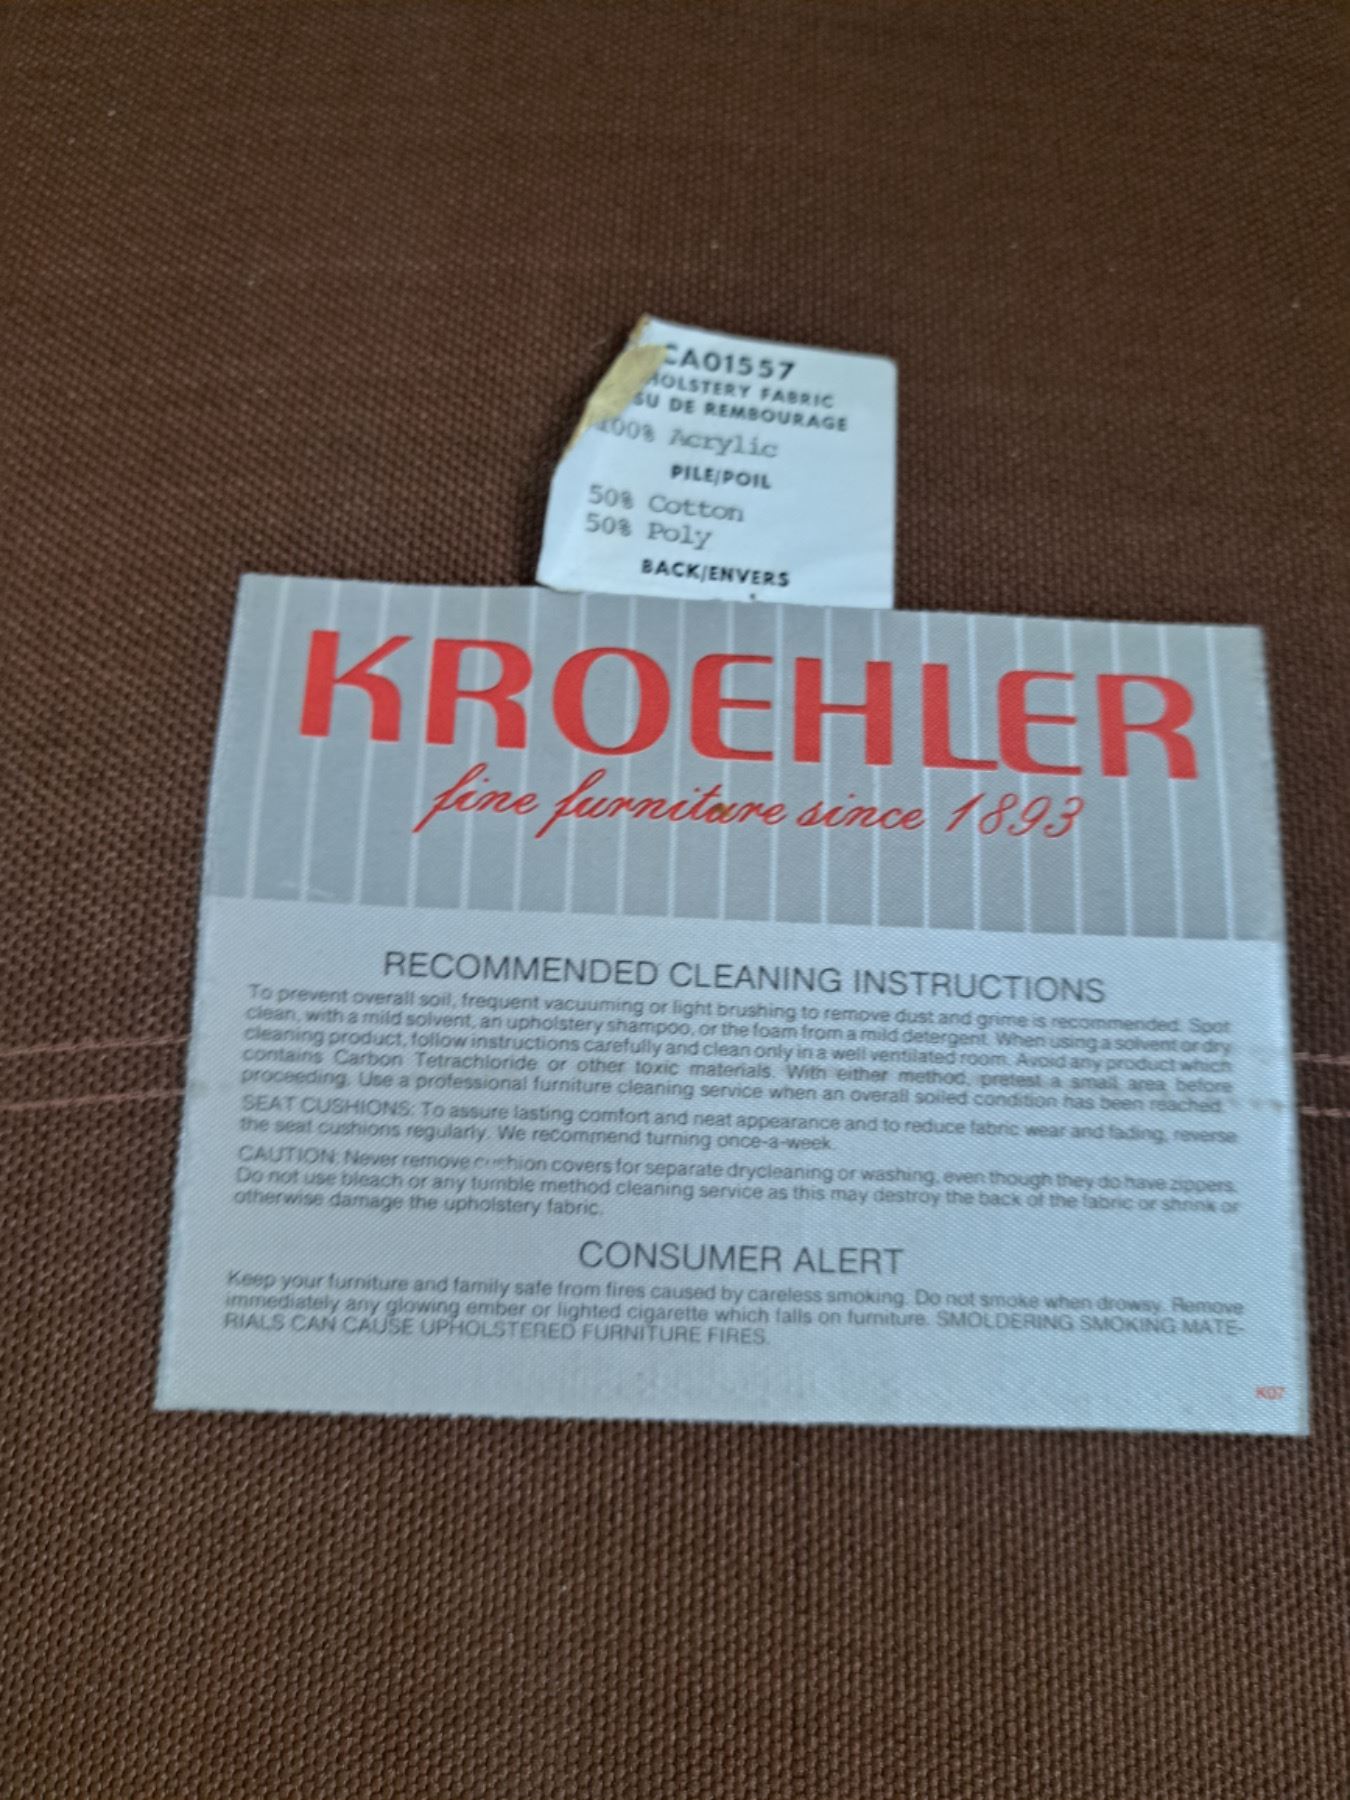 CA01557
HOLSTERY FABRIC
SU DE REMBOURAGE
100% Acrylic
PILE/POIL
50% Cotton
50% Poly
BACK/ENVERS
KROEHLER
fine furniture since 1893
RECOMMENDED CLEANING INSTRUCTIONS
To prevent overall soil, frequent vacuuming or light brushing to remove dust and grime is recommended. Spot
clean, with a mild solvent, an upholstery shampoo, or the foam from a mild detergent. When using a solvent or dry
cleaning product, follow instructions carefully and clean only in a well ventilated room. Avoid any product which
contains Carbon Tetrachloride or other toxic materials. With either method, pretest a small area before
proceeding. Use a professional furniture cleaning service when an overall soiled condition has been reached.
SEAT CUSHIONS: To assure lasting comfort and neat appearance and to reduce fabric wear and fading, reverse
the seat cushions regularly. We recommend turning once-a-week.
CAUTION: Never remove cushion covers for separate drycleaning or washing, even though they do have zippers.
Do not use bleach or any tumble method cleaning service as this may destroy the back of the fabric or shrink or
otherwise damage the upholstery fabric.
CONSUMER ALERT
Keep your furniture and family safe from fires caused by careless smoking. Do not smoke when drowsy. Remove
immediately any glowing ember or lighted cigarette which falls on furniture. SMOLDERING SMOKING MATE-
RIALS CAN CAUSE UPHOLSTERED FURNITURE FIRES.
K07